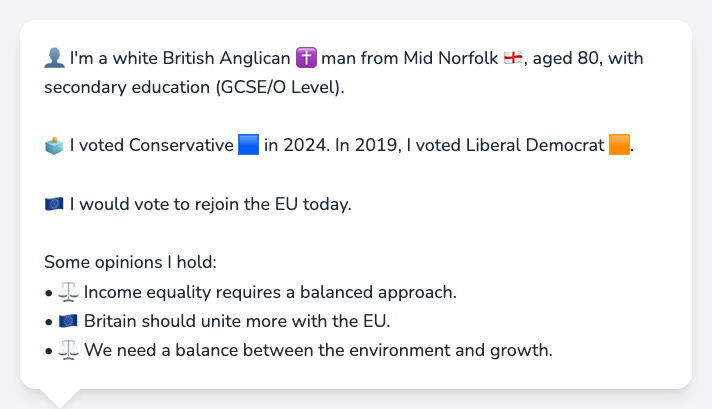 👤 I'm a white British Anglican ✝️ man from Mid Norfolk 🏴󠁧󠁢󠁥󠁮󠁧󠁿, aged 80, with
secondary education (GCSE/O Level).
🗳️ I voted Conservative 🟦 in 2024. In 2019, I voted Liberal Democrat 🟧.
🇪🇺 I would vote to rejoin the EU today.
Some opinions I hold:
• ⚖️ Income equality requires a balanced approach.
• 🇪🇺 Britain should unite more with the EU.
• ⚖️ We need a balance between the environment and growth.